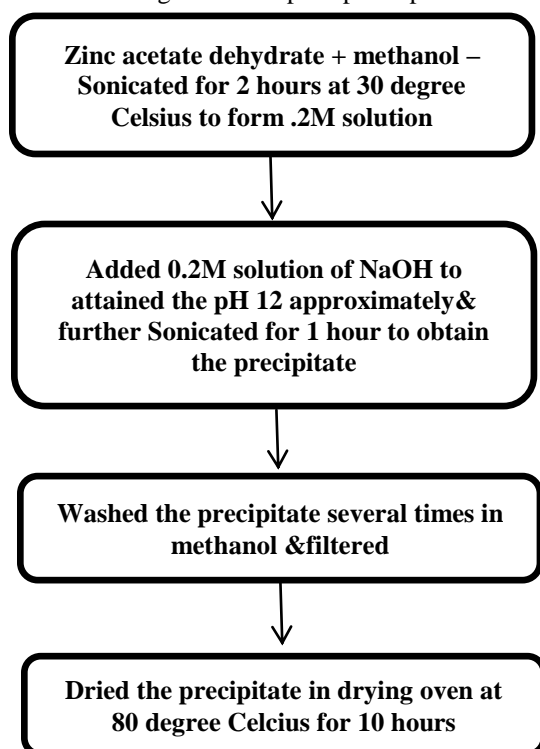 Zinc acetate dehydrate + methanol –
Sonicated for 2 hours at 30 degree
Celsius to form .2M solution
Added 0.2M solution of NaOH to
attained the pH 12 approximately&
further Sonicated for 1 hour to obtain
the precipitate
Washed the precipitate several times in
methanol &filtered
Dried the precipitate in drying oven at
80 degree Celcius for 10 hours